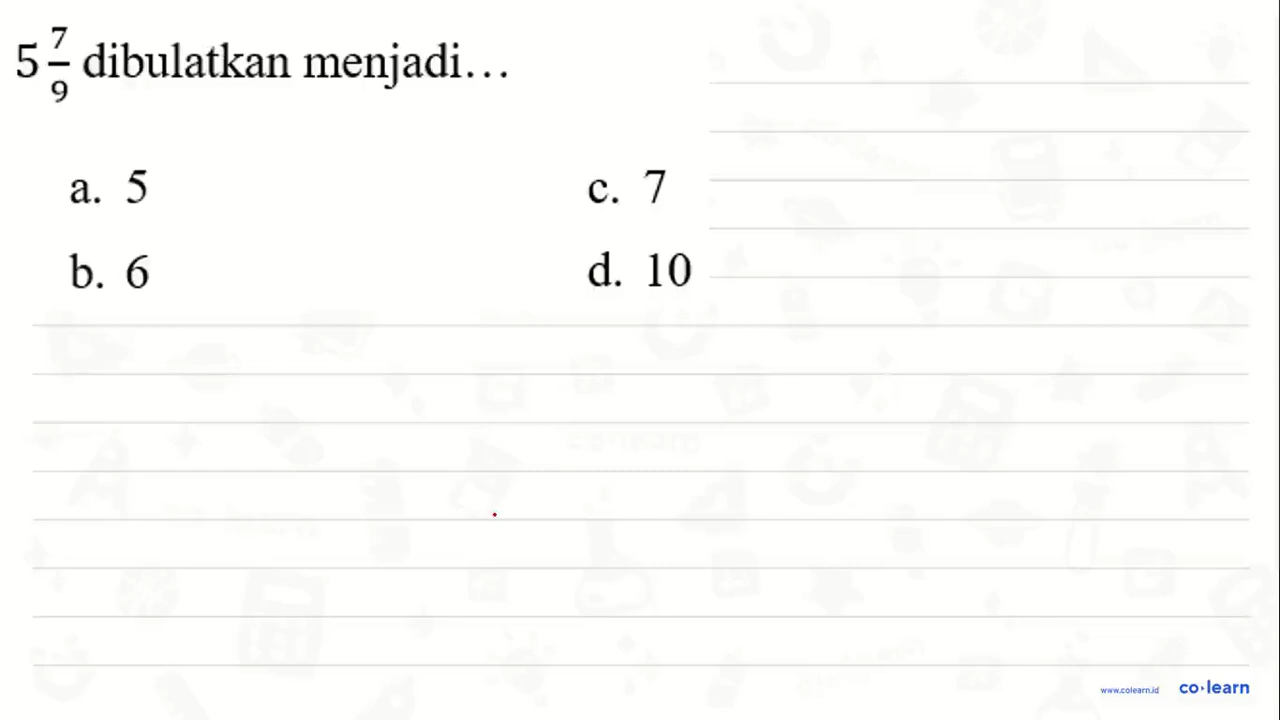 5 7/9 dibulatkan menjadi...
a. 5
c. 7
b. 6
d. 10
www.colearn.id
co·learn